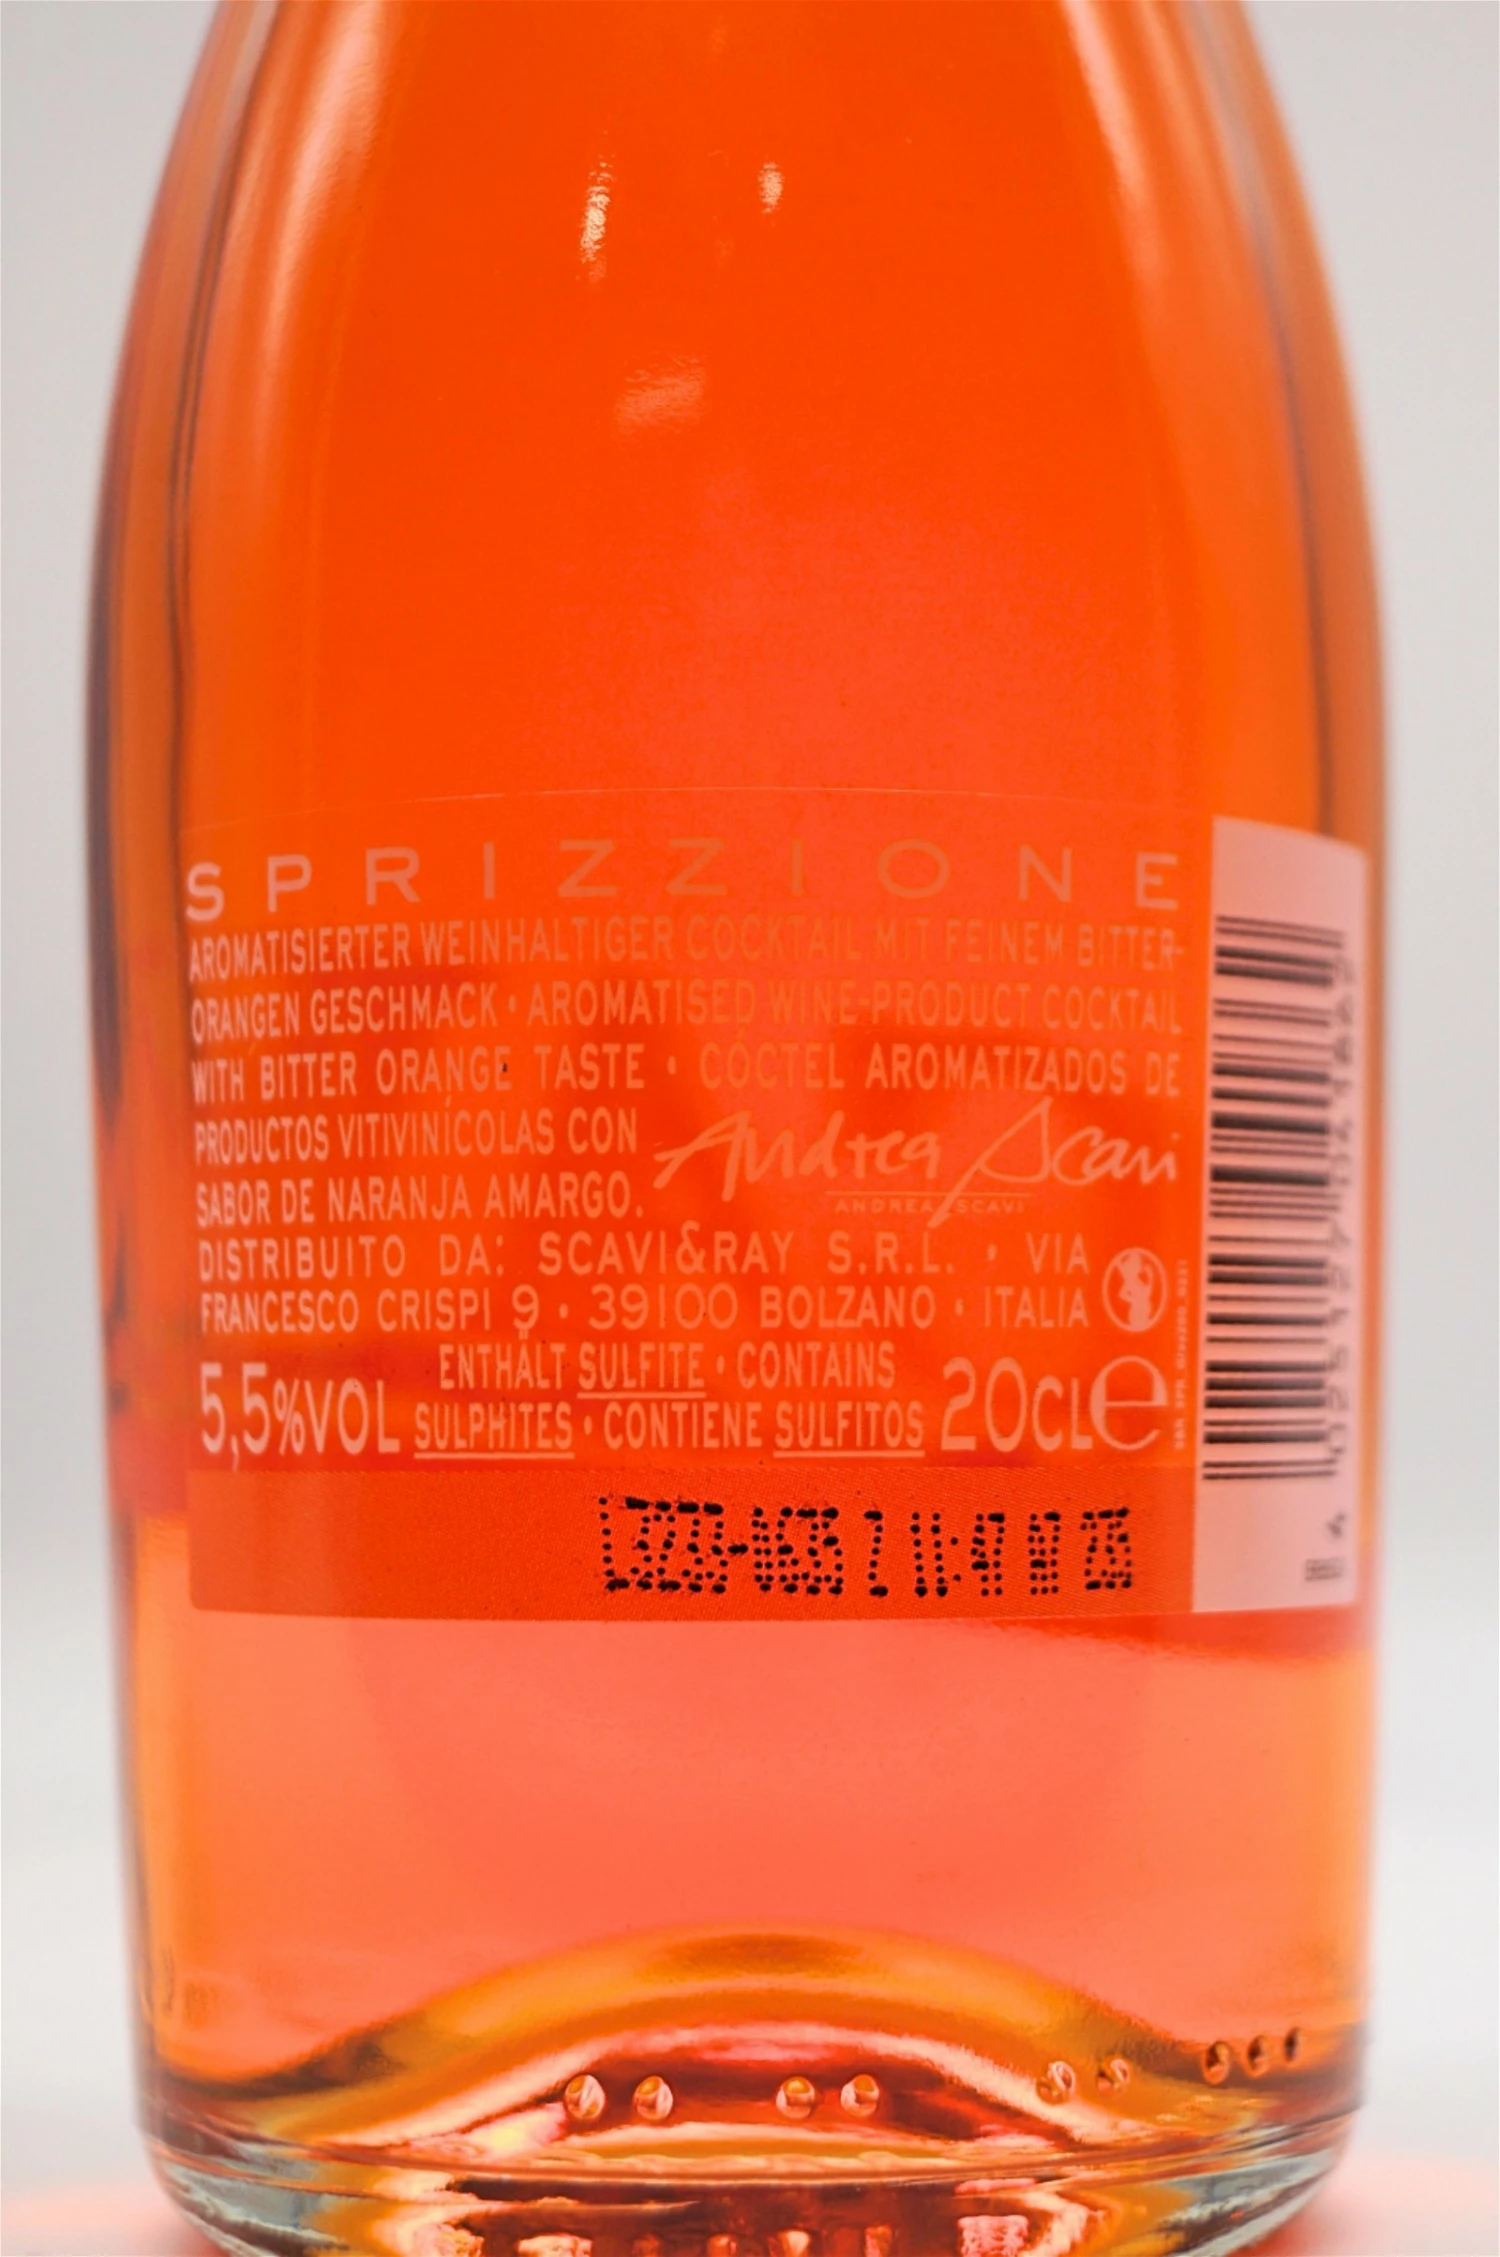 SPRIZZIONE
AROMATISIERTER WEINHALTIGER COCKTAIL MIT FEINEM BITTER-
ORANGEN GESCHMACK • AROMATISED WINE-PRODUCT COCKTAIL
WITH BITTER ORANGE TASTE • CÓCTEL AROMATIZADOS DE
PRODUCTOS VITIVINÍCOLAS CON
SABOR DE NARANJA AMARGO.
Andrea Scavi
ANDREA SCAVI
DISTRIBUITO DA: SCAVI&RAY S.R.L. • VIA
FRANCESCO CRISPI 9 • 39100 BOLZANO • ITALIA
5,5%VOL
ENTHÄLT SULFITE • CONTAINS
SULPHITES • CONTIENE SULFITOS
20CLe